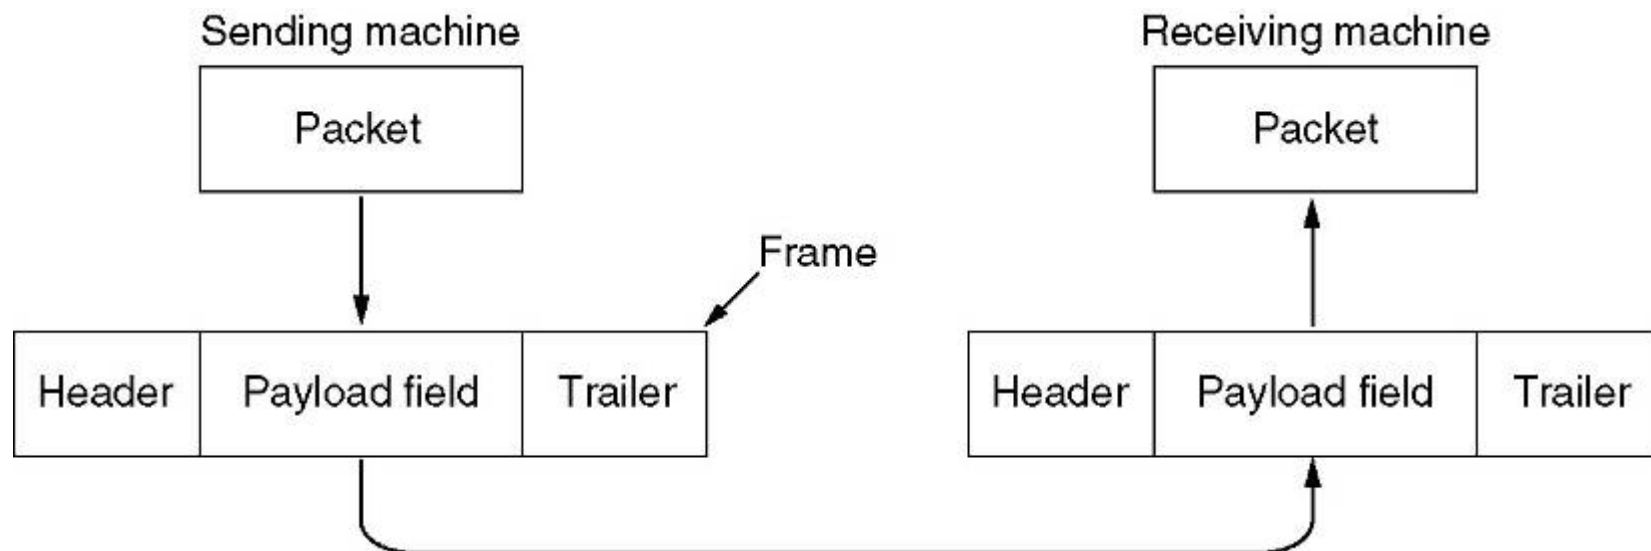 Sending machine
Receiving machine
Packet
Packet
Frame
Header
Payload field
Trailer
Header
Payload field
Trailer